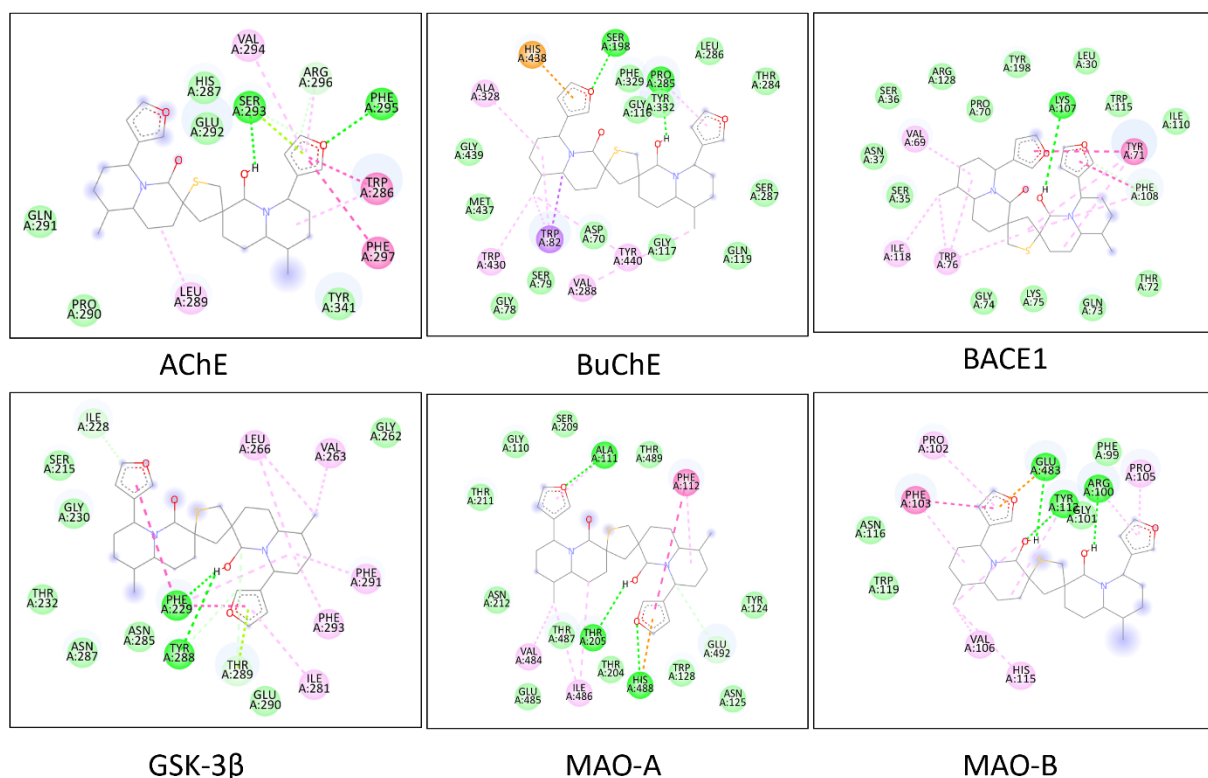 VAL
A:294
ARG
A:296
HIS
A:287
SER
A:293
PHE
A:295
GLU
A:292
O
O
H
O
N
S
N
TRP
A:286
GLN
A:291
PHE
A:297
LEU
A:289
TYR
A:341
PRO
A:290
AChE
SER
A:198
HIS
A:438
LEU
A:286
PHE
A:329
PRO
A:285
THR
A:284
ALA
A:328
GLY
A:116
TYR
A:332
O
H
O
O
O
N
S
N
GLY
A:439
MET
A:437
SER
A:287
TRP
A:82
ASP
A:70
TRP
A:430
TYR
A:440
GLY
A:117
GLN
A:119
SER
A:79
VAL
A:288
GLY
A:78
BuChE
TYR
A:198
LEU
A:30
ARG
A:128
SER
A:36
LYS
A:107
PRO
A:70
TRP
A:115
ILE
A:110
VAL
A:69
TYR
A:71
ASN
A:37
O
O
N
O
H
O
N
S
PHE
A:108
SER
A:35
ILE
A:118
TRP
A:76
THR
A:72
GLY
A:74
LYS
A:75
GLN
A:73
BACE1
ILE
A:228
LEU
A:266
VAL
A:263
GLY
A:262
SER
A:215
GLY
A:230
O
O
S
N
N
O
H
O
PHE
A:291
THR
A:232
PHE
A:229
PHE
A:293
ASN
A:285
ASN
A:287
TYR
A:288
THR
A:289
ILE
A:281
GLU
A:290
GSK-3β
SER
A:209
GLY
A:110
ALA
A:111
THR
A:489
PHE
A:112
THR
A:211
O
O
S
N
N
H
O
O
ASN
A:212
TYR
A:124
THR
A:487
THR
A:205
GLU
A:492
VAL
A:484
THR
A:204
TRP
A:128
GLU
A:485
ILE
A:486
HIS
A:488
ASN
A:125
MAO-A
PRO
A:102
GLU
A:483
PHE
A:99
PRO
A:105
ARG
A:100
PHE
A:103
TYR
A:112
GLY
A:101
O
O
ASN
A:116
H
O
H
O
N
S
N
TRP
A:119
VAL
A:106
HIS
A:115
MAO-B